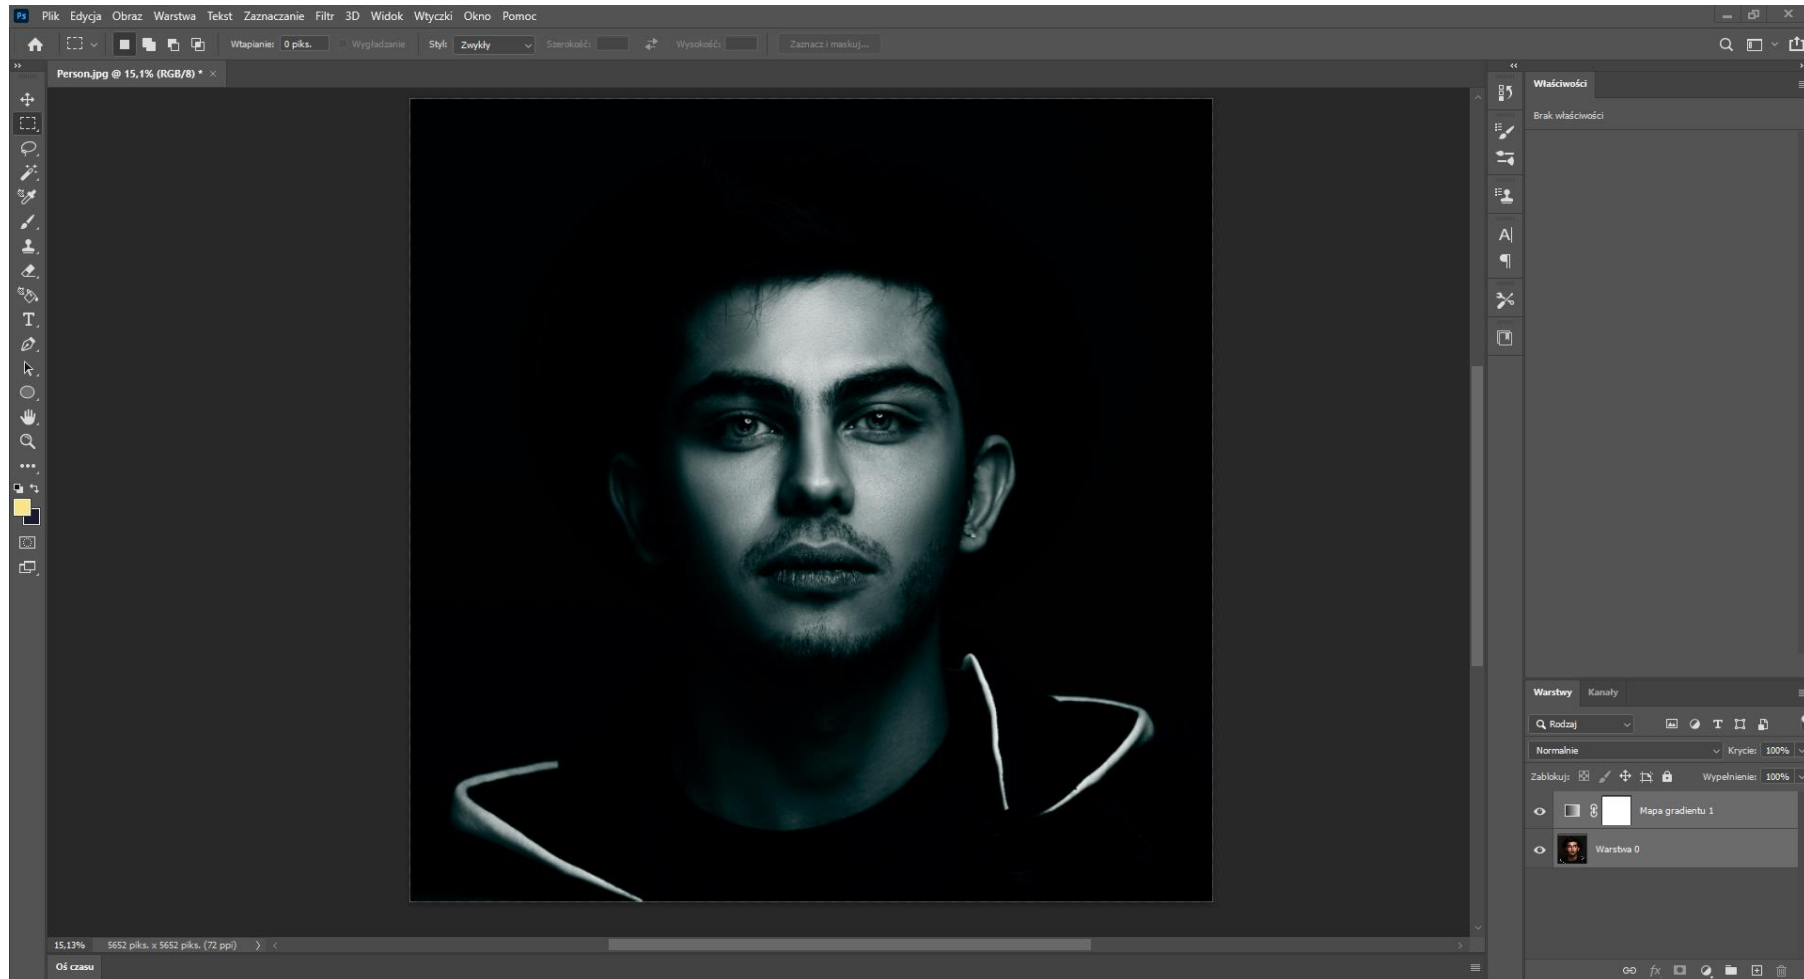 Ps Plik Edycja Obraz Warstwa Tekst Zaznaczanie Filtr 3D Widok Wtyczki Okno Pomoc
Wtapianie: 0 piks. Wygładzanie Styl: Zwykły Szerokość: Wysokość: Zaznacz i maskuj...
Person.jpg @ 15,1% (RGB/8) * ×
Właściwości
Brak właściwości
Warstwy Kanały
Rodzaj
Normalnie Krycie: 100%
Zablokuj: Wypełnienie: 100%
Mapa gradientu 1
Warstwa 0
15,13% 5652 piks. x 5652 piks. (72 ppi)
Oś czasu
fx